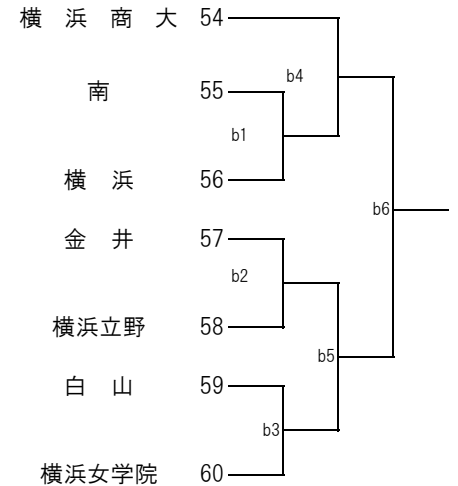 横 浜 商 大 54
b4
南 55
b1
横 浜 56
b6
金 井 57
b2
横浜立野 58
b5
白 山 59
b3
横浜女学院 60